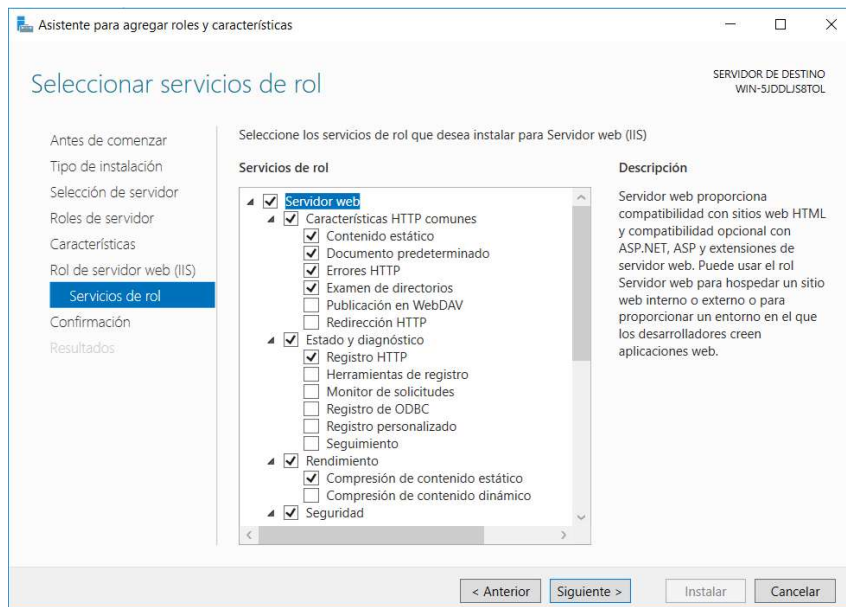 Asistente para agregar roles y características
Seleccionar servicios de rol
SERVIDOR DE DESTINO
WIN-5JDDLJS8TOL
Antes de comenzar
Tipo de instalación
Selección de servidor
Roles de servidor
Características
Rol de servidor web (IIS)
Servicios de rol
Confirmación
Resultados
Seleccione los servicios de rol que desea instalar para Servidor web (IIS)
Servicios de rol
Servidor web
Características HTTP comunes
Contenido estático
Documento predeterminado
Errores HTTP
Examen de directorios
Publicación en WebDAV
Redirección HTTP
Estado y diagnóstico
Registro HTTP
Herramientas de registro
Monitor de solicitudes
Registro de ODBC
Registro personalizado
Seguimiento
Rendimiento
Compresión de contenido estático
Compresión de contenido dinámico
Seguridad
Descripción
Servidor web proporciona
compatibilidad con sitios web HTML
y compatibilidad opcional con
ASP.NET, ASP y extensiones de
servidor web. Puede usar el rol
Servidor web para hospedar un sitio
web interno o externo o para
proporcionar un entorno en el que
los desarrolladores creen
aplicaciones web.
< Anterior
Siguiente >
Instalar
Cancelar